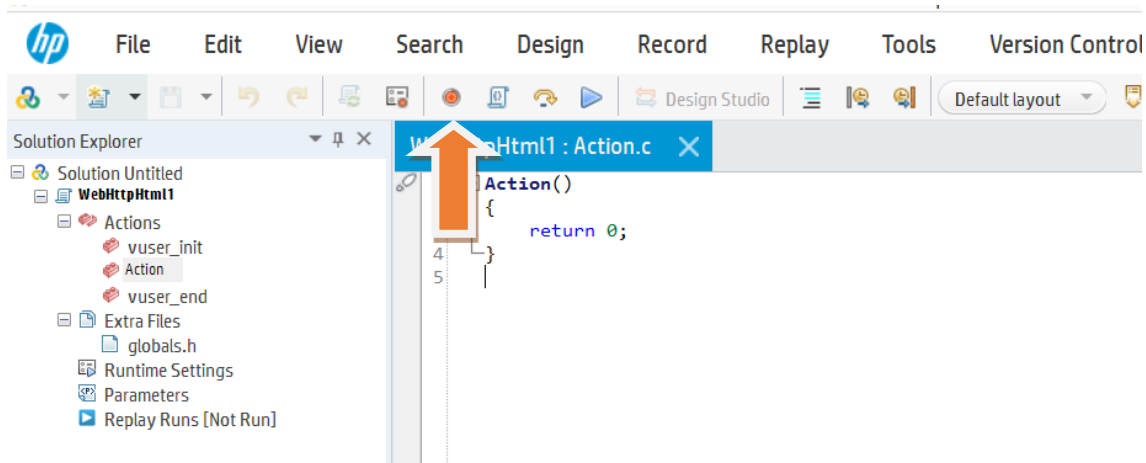 hp File Edit View Search Design Record Replay Tools Version Control
Design Studio Default layout
Solution Explorer
Html1 : Action.c
Solution Untitled
WebHttpHtml1
Actions
vuser_init
Action
vuser_end
Extra Files
globals.h
Runtime Settings
Parameters
Replay Runs [Not Run]
Action()
{
return 0;
4 }
5